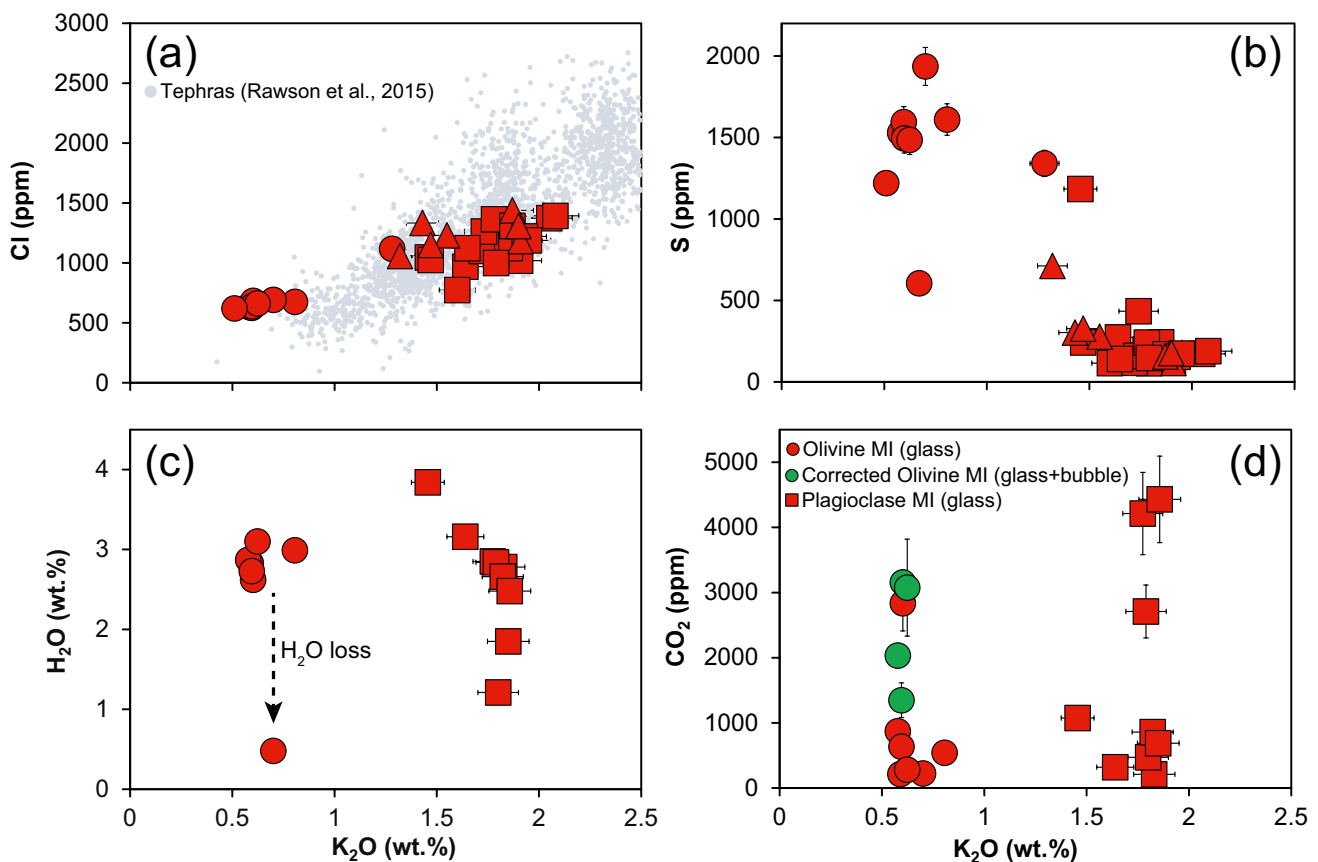 (a)
Tephras (Rawson et al., 2015)
Cl (ppm)
3000
2500
2000
1500
1000
500
0
(b)
S (ppm)
2000
1500
1000
500
0
(c)
H₂O (wt.%)
4
3
2
1
0
H₂O loss
0 0.5 1 1.5 2 2.5
K₂O (wt.%)
(d)
Olivine MI (glass)
Corrected Olivine MI (glass+bubble)
Plagioclase MI (glass)
CO₂ (ppm)
5000
4000
3000
2000
1000
0
0 0.5 1 1.5 2 2.5
K₂O (wt.%)